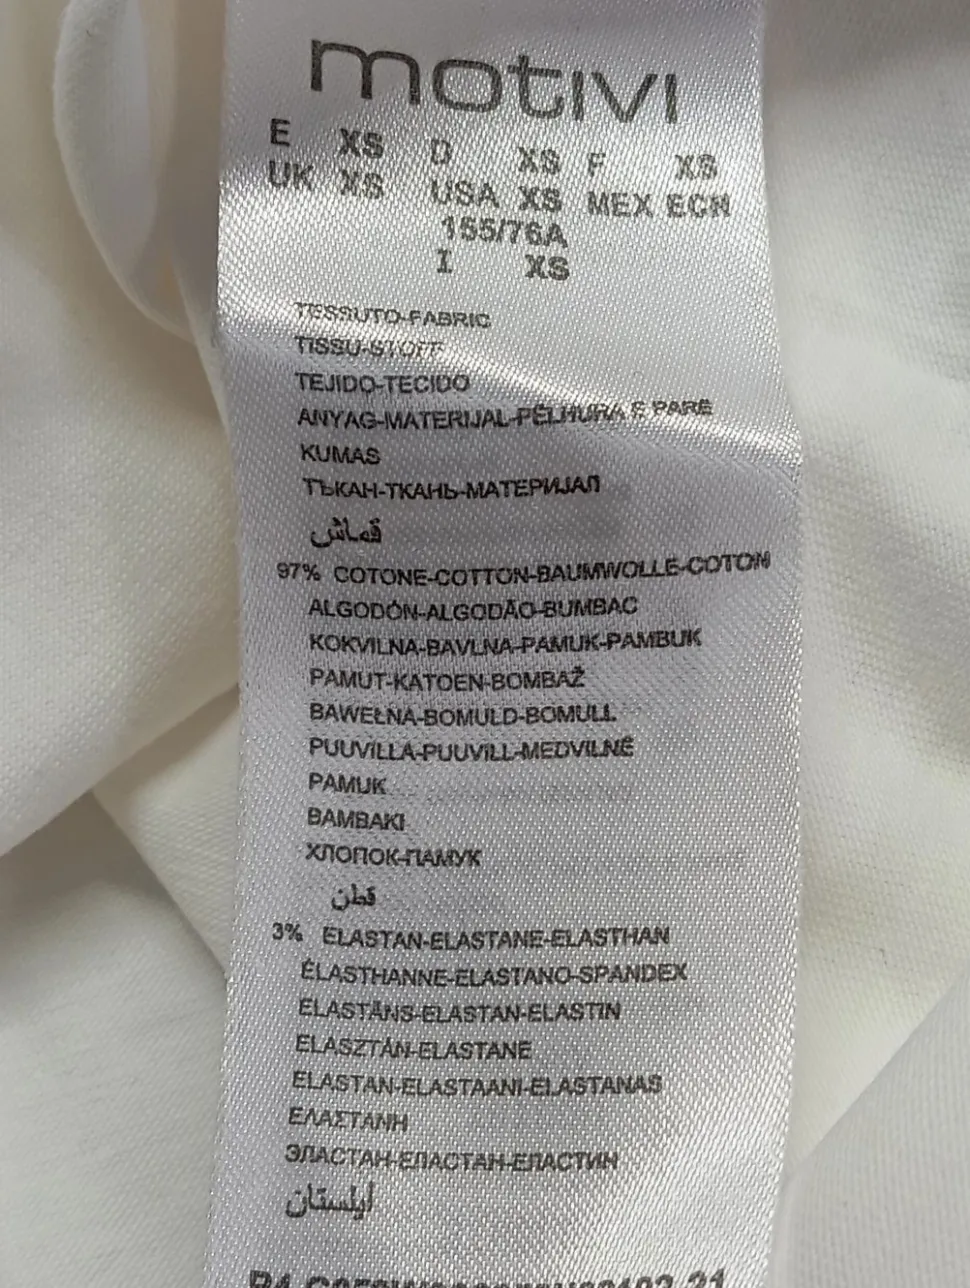 motivi
E XS D XS F XS
UK XS USA XS MEX ECH
155/76A
I XS
TESSUTO-FABRIC
TISSU-STOFF
TEJIDO-TECIDO
ANYAG-MATERIJAL-PËLHURA E PARË
KUMAS
ТЪКАН-ТКАНЬ-МАТЕРИЈАЛ
قماش
97% COTONE-COTTON-BAUMWOLLE-COTON
ALGODÓN-ALGODÃO-BUMBAC
KOKVILNA-BAVLNA-PAMUK-PAMBUK
PAMUT-KATOEN-BOMBAŽ
BAWEŁNA-BOMULD-BOMULL
PUUVILLA-PUUVILL-MEDVILNĖ
PAMUK
BAMBAKI
ХЛОПОК-ПАМУК
قطن
3% ELASTAN-ELASTANE-ELASTHAN
ÉLASTHANNE-ELASTANO-SPANDEX
ELASTĀNS-ELASTAN-ELASTIN
ELASZTÁN-ELASTANE
ELASTAN-ELASTAANI-ELASTANAS
ΕΛΑΣΤΑΝΗ
ЭЛАСТАН-ЕЛАСТАН-ЕЛАСТИН
أيلستان